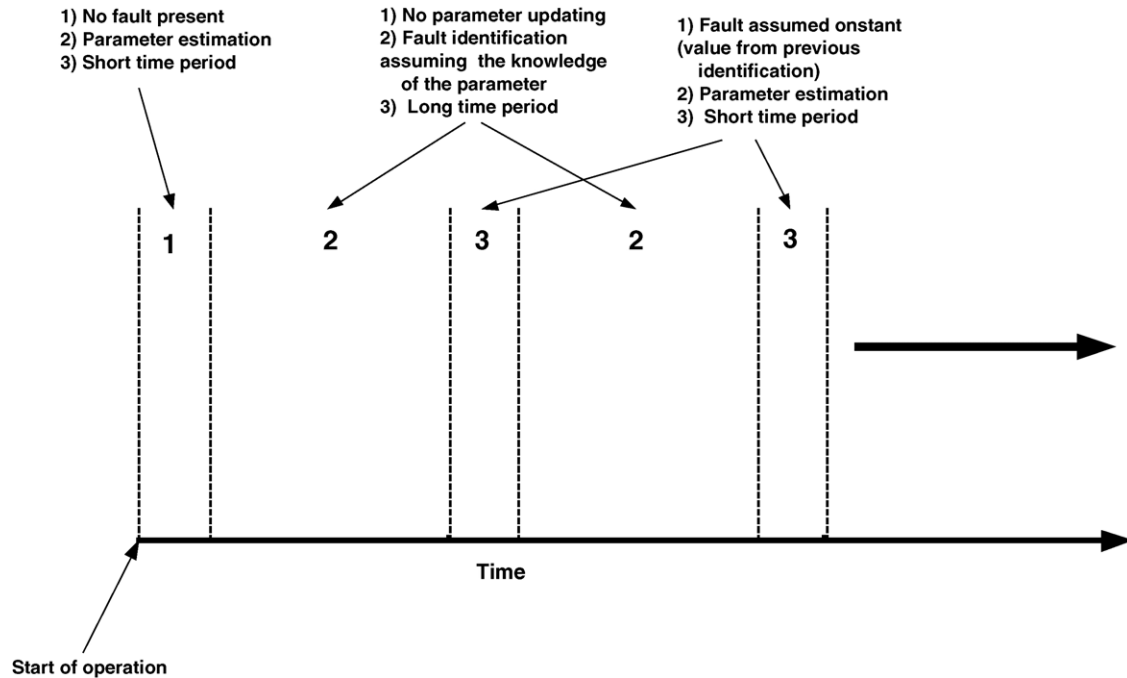 1) No fault present
2) Parameter estimation
3) Short time period
1) No parameter updating
2) Fault identification
assuming the knowledge
of the parameter
3) Long time period
1) Fault assumed onstant
(value from previous
identification)
2) Parameter estimation
3) Short time period
1
2
3
2
3
Time
Start of operation